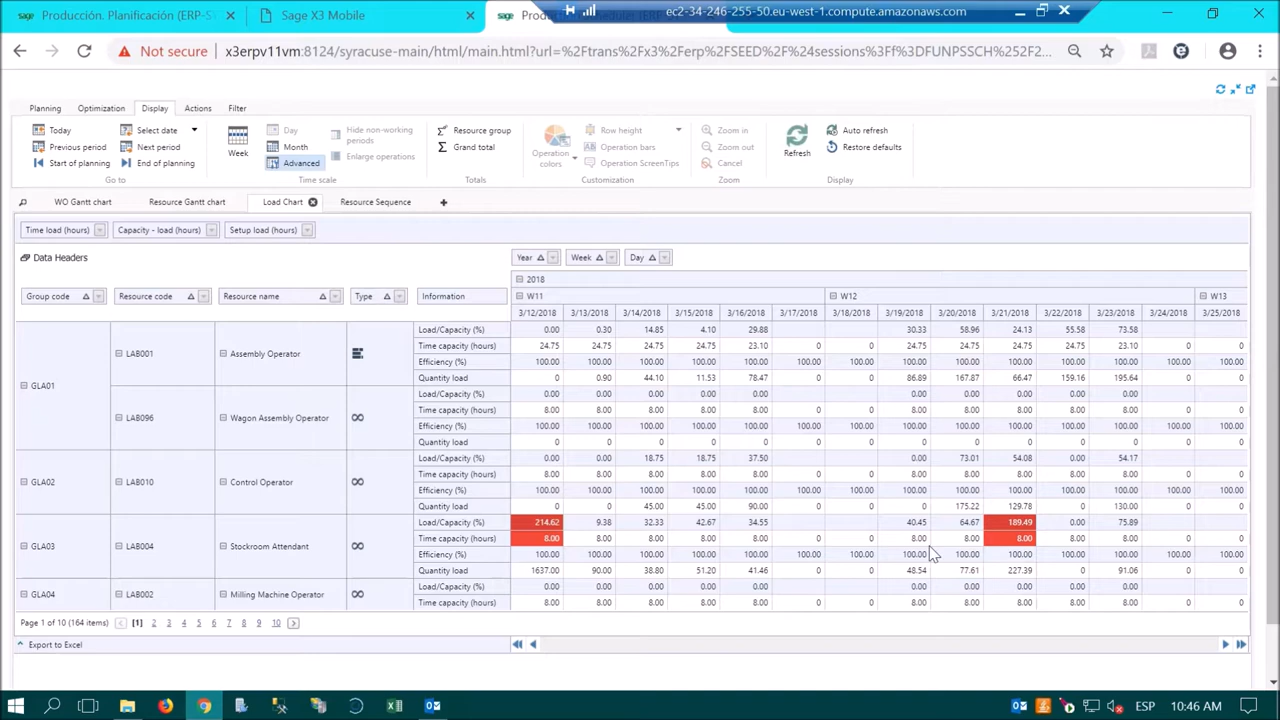 Producción. Planificación (ERP-SV
Sage X3 Mobile
sage
ec2-34-246-255-50.eu-west-1.compute.amazonaws.com
Not secure x3erpv11vm:8124/syracuse-main/html/main.html?url=%2Ftrans%2Fx3%2Ferp%2FSEED%2F%24sessions%3Ff%3DFUNPSSCH%252F2...
Planning Optimization Display Actions Filter
Today Select date Day Hide non-working periods Resource group Row height Zoom in Auto refresh
Previous period Next period Week Month Grand total Operation colors Operation bars Zoom out Refresh Restore defaults
Start of planning End of planning Advanced Enlarge operations Operation ScreenTips Cancel
Go to Time scale Totals Customization Zoom Display
WO Gantt chart Resource Gantt chart Load Chart Resource Sequence
Time load (hours) Capacity - load (hours) Setup load (hours)
Data Headers Year Week Day
2018
Group code Resource code Resource name Type Information W11 W12 W13
3/12/2018 3/13/2018 3/14/2018 3/15/2018 3/16/2018 3/17/2018 3/18/2018 3/19/2018 3/20/2018 3/21/2018 3/22/2018 3/23/2018 3/24/2018 3/25/2018
Load/Capacity (%) 0.00 0.30 14.85 4.10 29.88 30.33 58.96 24.13 55.58 73.58
Time capacity (hours) 24.75 24.75 24.75 24.75 23.10 0 0 24.75 24.75 24.75 24.75 23.10 0 0
LAB001 Assembly Operator
Efficiency (%) 100.00 100.00 100.00 100.00 100.00 100.00 100.00 100.00 100.00 100.00 100.00 100.00 100.00 100.00
Quantity load 0 0.90 44.10 11.53 78.47 0 0 86.89 167.87 66.47 159.16 195.64 0 0
GLA01
Load/Capacity (%) 0.00 0.00 0.00 0.00 0.00 0.00 0.00 0.00 0.00 0.00
Time capacity (hours) 8.00 8.00 8.00 8.00 8.00 0 0 8.00 8.00 8.00 8.00 8.00 0 0
LAB096 Wagon Assembly Operator
Efficiency (%) 100.00 100.00 100.00 100.00 100.00 100.00 100.00 100.00 100.00 100.00 100.00 100.00 100.00 100.00
Quantity load 0 0 0 0 0 0 0 0 0 0 0 0 0 0
Load/Capacity (%) 0.00 0.00 18.75 18.75 37.50 0.00 73.01 54.08 0.00 54.17
Time capacity (hours) 8.00 8.00 8.00 8.00 8.00 0 0 8.00 8.00 8.00 8.00 8.00 0 0
GLA02 LAB010 Control Operator
Efficiency (%) 100.00 100.00 100.00 100.00 100.00 100.00 100.00 100.00 100.00 100.00 100.00 100.00 100.00 100.00
Quantity load 0 0 45.00 45.00 90.00 0 0 0 175.22 129.78 0 130.00 0 0
Load/Capacity (%) 214.62 9.38 32.33 42.67 34.55 40.45 64.67 189.49 0.00 75.89
Time capacity (hours) 8.00 8.00 8.00 8.00 8.00 0 0 8.00 8.00 8.00 8.00 8.00 0 0
GLA03 LAB004 Stockroom Attendant
Efficiency (%) 100.00 100.00 100.00 100.00 100.00 100.00 100.00 100.00 100.00 100.00 100.00 100.00 100.00 100.00
Quantity load 1637.00 90.00 38.80 51.20 41.46 0 0 48.54 77.61 227.39 0 91.06 0 0
Load/Capacity (%) 0.00 0.00 0.00 0.00 0.00 0.00 0.00 0.00 0.00 0.00
GLA04 LAB002 Milling Machine Operator
Time capacity (hours) 8.00 8.00 8.00 8.00 8.00 0 0 8.00 8.00 8.00 8.00 8.00 0 0
Page 1 of 10 (164 items) [1] 2 3 4 5 6 7 8 9 10
Export to Excel
ESP 10:46 AM